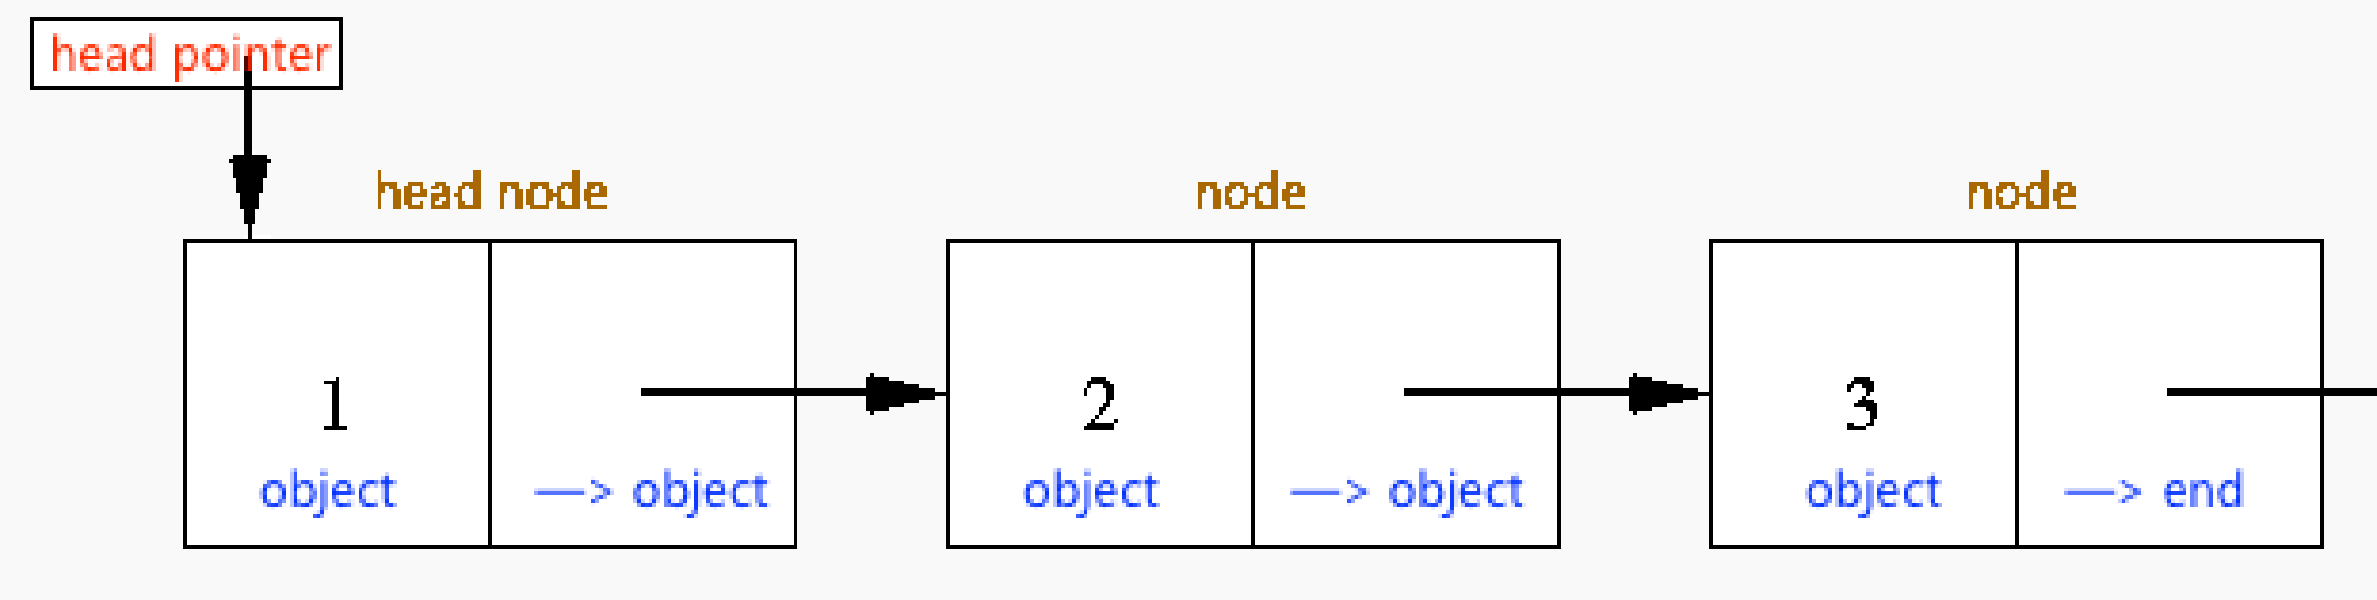 head pointer
head node
node
node
1
2
3
object
—> object
object
—> object
object
—> end